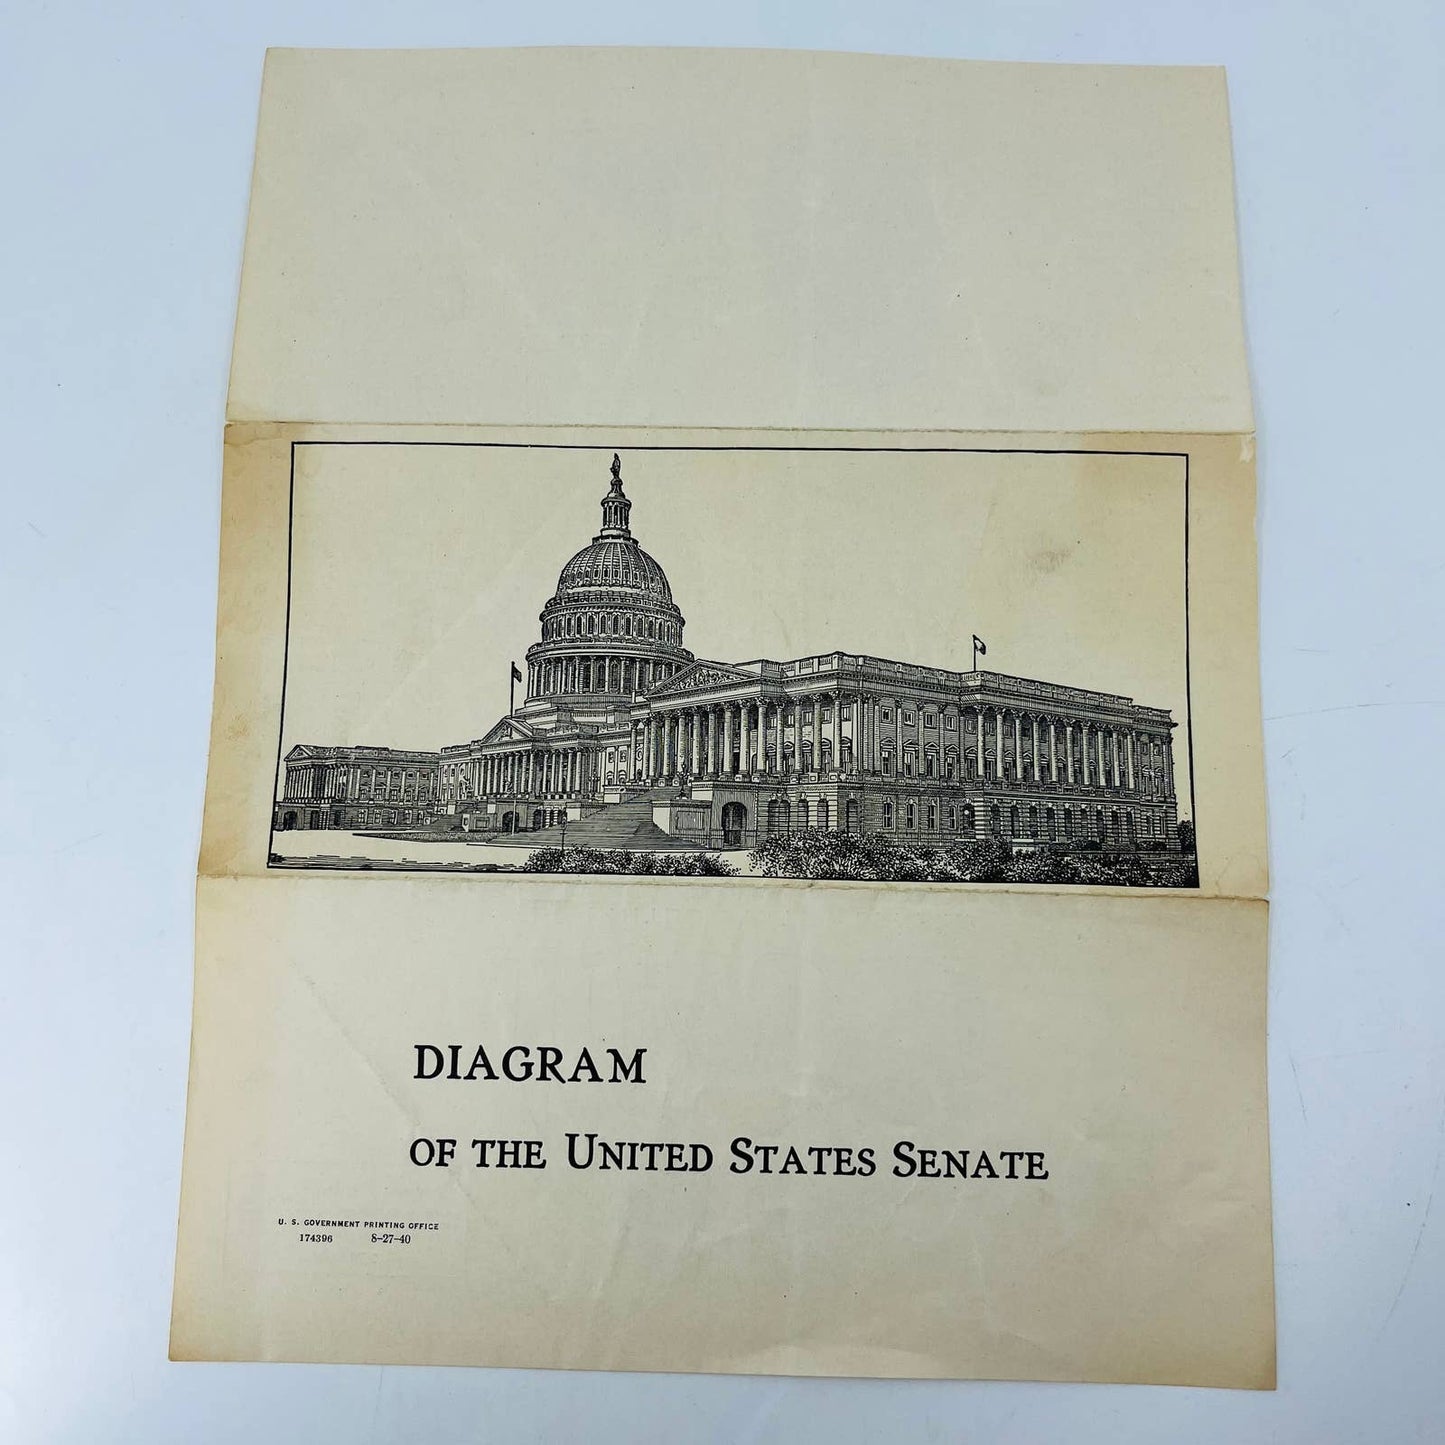 DIAGRAM
OF THE UNITED STATES SENATE
U. S. GOVERNMENT PRINTING OFFICE
174396 8-27-40